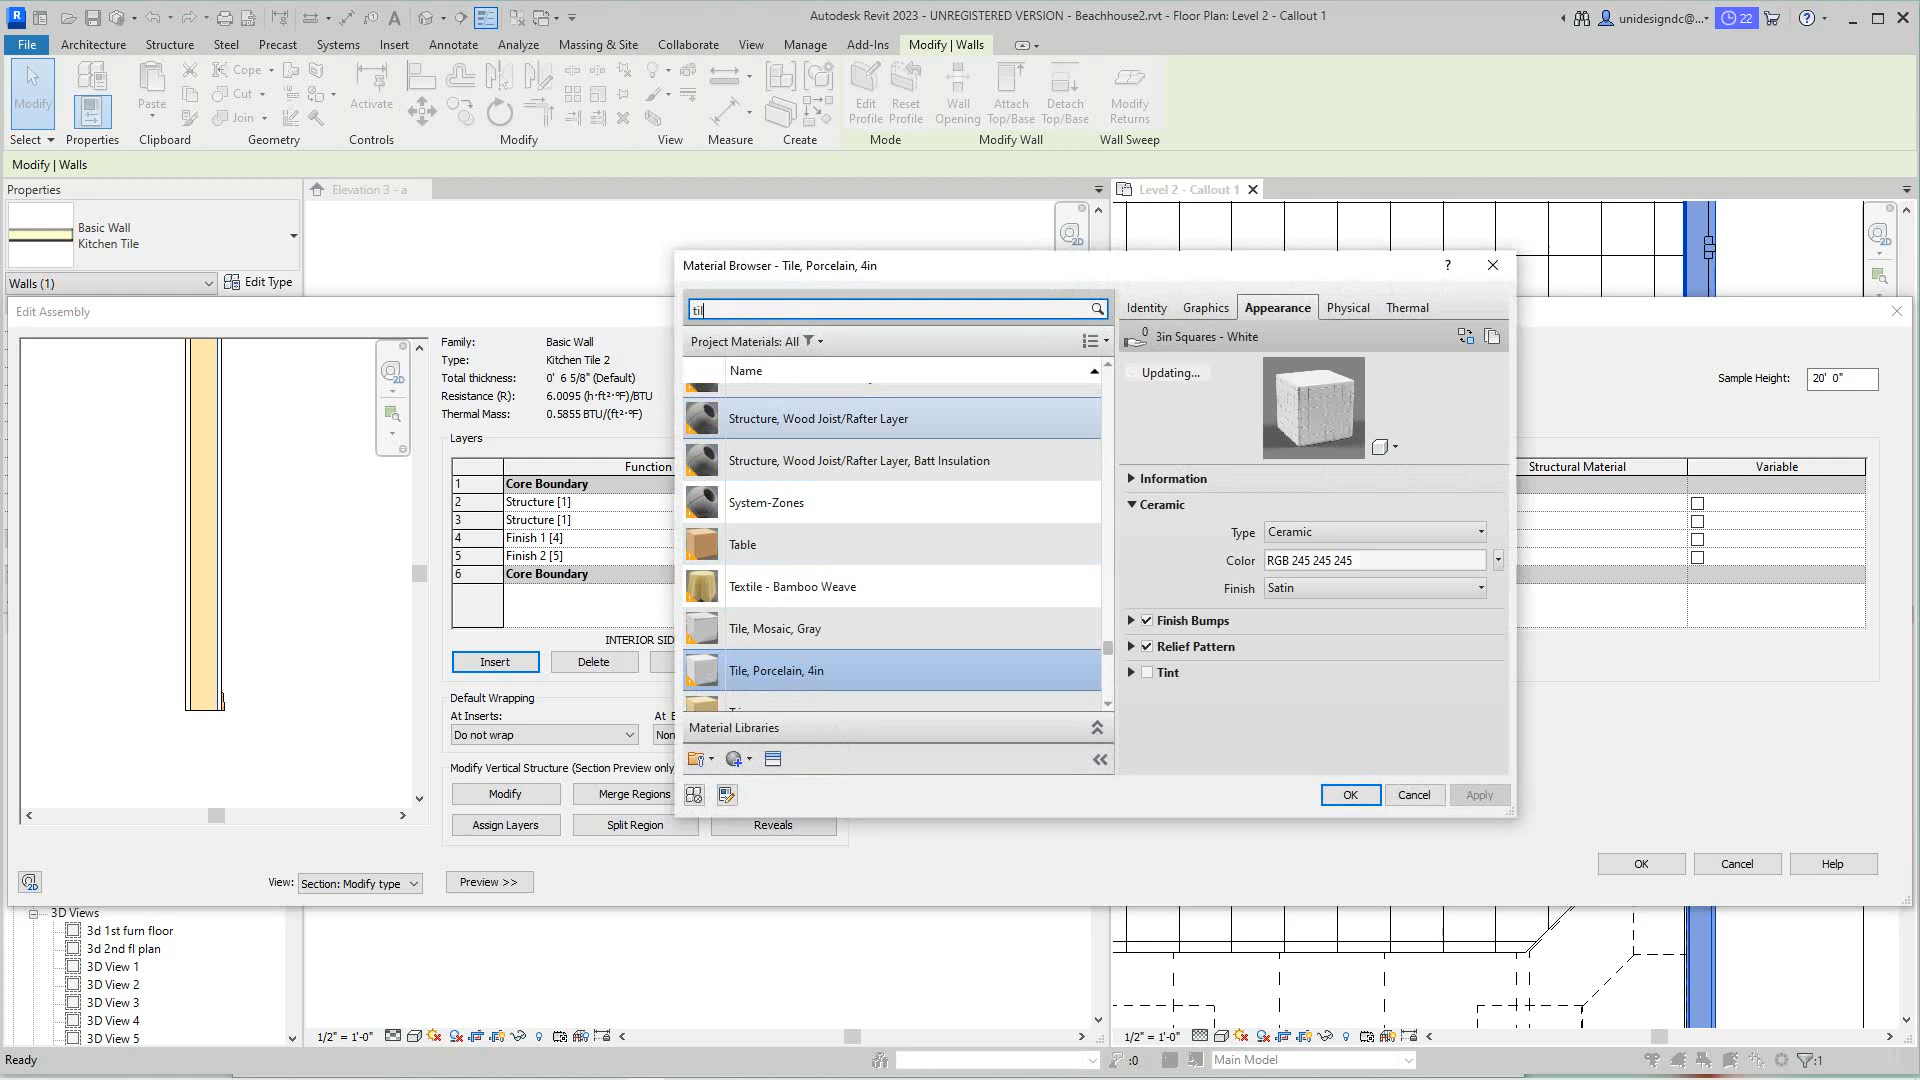 Autodesk Revit 2023 - UNREGISTERED VERSION - Beachhouse2.rvt - Floor Plan: Level 2 - Callout 1
unidesigndc@...
22
File Architecture Structure Steel Precast Systems Insert Annotate Analyze Massing & Site Collaborate View Manage Add-Ins Modify | Walls
Modify
Paste
Cope
Cut
Join
Activate
Edit Profile
Reset Profile
Wall Opening
Attach Top/Base
Detach Top/Base
Modify Returns
Select Properties Clipboard Geometry Controls Modify View Measure Create Mode Modify Wall Wall Sweep
Modify | Walls
Properties
Elevation 3 - a
Level 2 - Callout 1
Basic Wall
Kitchen Tile
Walls (1)
Edit Type
Edit Assembly
Family: Basic Wall
Type: Kitchen Tile 2
Total thickness: 0' 6 5/8" (Default)
Resistance (R): 6.0095 (h·ft²·°F)/BTU
Thermal Mass: 0.5855 BTU/(ft²·°F)
Sample Height: 20' 0"
Layers
Function
Structural Material
Variable
1 Core Boundary
2 Structure [1]
3 Structure [1]
4 Finish 1 [4]
5 Finish 2 [5]
6 Core Boundary
INTERIOR SID
Insert
Delete
Default Wrapping
At Inserts:
At E
Do not wrap
Non
Modify Vertical Structure (Section Preview only
Modify
Merge Regions
Assign Layers
Split Region
Reveals
View: Section: Modify type
Preview >>
OK
Cancel
Help
Material Browser - Tile, Porcelain, 4in
til
Project Materials: All
Name
Structure, Wood Joist/Rafter Layer
Structure, Wood Joist/Rafter Layer, Batt Insulation
System-Zones
Table
Textile - Bamboo Weave
Tile, Mosaic, Gray
Tile, Porcelain, 4in
Material Libraries
Identity Graphics Appearance Physical Thermal
0
3in Squares - White
Updating...
Information
Ceramic
Type Ceramic
Color RGB 245 245 245
Finish Satin
Finish Bumps
Relief Pattern
Tint
OK
Cancel
Apply
3D Views
3d 1st furn floor
3d 2nd fl plan
3D View 1
3D View 2
3D View 3
3D View 4
3D View 5
1/2" = 1'-0"
1/2" = 1'-0"
Ready
:0
Main Model
:1